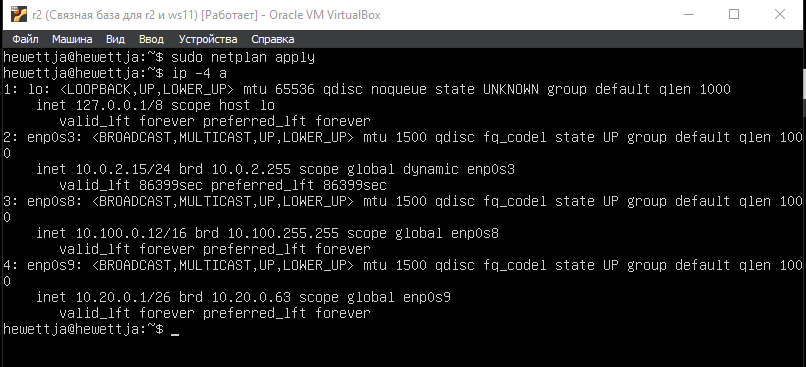 r2 (Связная база для r2 и ws11) [Работает] - Oracle VM VirtualBox
Файл Машина Вид Ввод Устройства Справка
hewettja@hewettja:~$ sudo netplan apply
hewettja@hewettja:~$ ip -4 a
1: lo: <LOOPBACK,UP,LOWER_UP> mtu 65536 qdisc noqueue state UNKNOWN group default qlen 1000
    inet 127.0.0.1/8 scope host lo
       valid_lft forever preferred_lft forever
2: enp0s3: <BROADCAST,MULTICAST,UP,LOWER_UP> mtu 1500 qdisc fq_codel state UP group default qlen 100
0
    inet 10.0.2.15/24 brd 10.0.2.255 scope global dynamic enp0s3
       valid_lft 86399sec preferred_lft 86399sec
3: enp0s8: <BROADCAST,MULTICAST,UP,LOWER_UP> mtu 1500 qdisc fq_codel state UP group default qlen 100
0
    inet 10.100.0.12/16 brd 10.100.255.255 scope global enp0s8
       valid_lft forever preferred_lft forever
4: enp0s9: <BROADCAST,MULTICAST,UP,LOWER_UP> mtu 1500 qdisc fq_codel state UP group default qlen 100
0
    inet 10.20.0.1/26 brd 10.20.0.63 scope global enp0s9
       valid_lft forever preferred_lft forever
hewettja@hewettja:~$ _